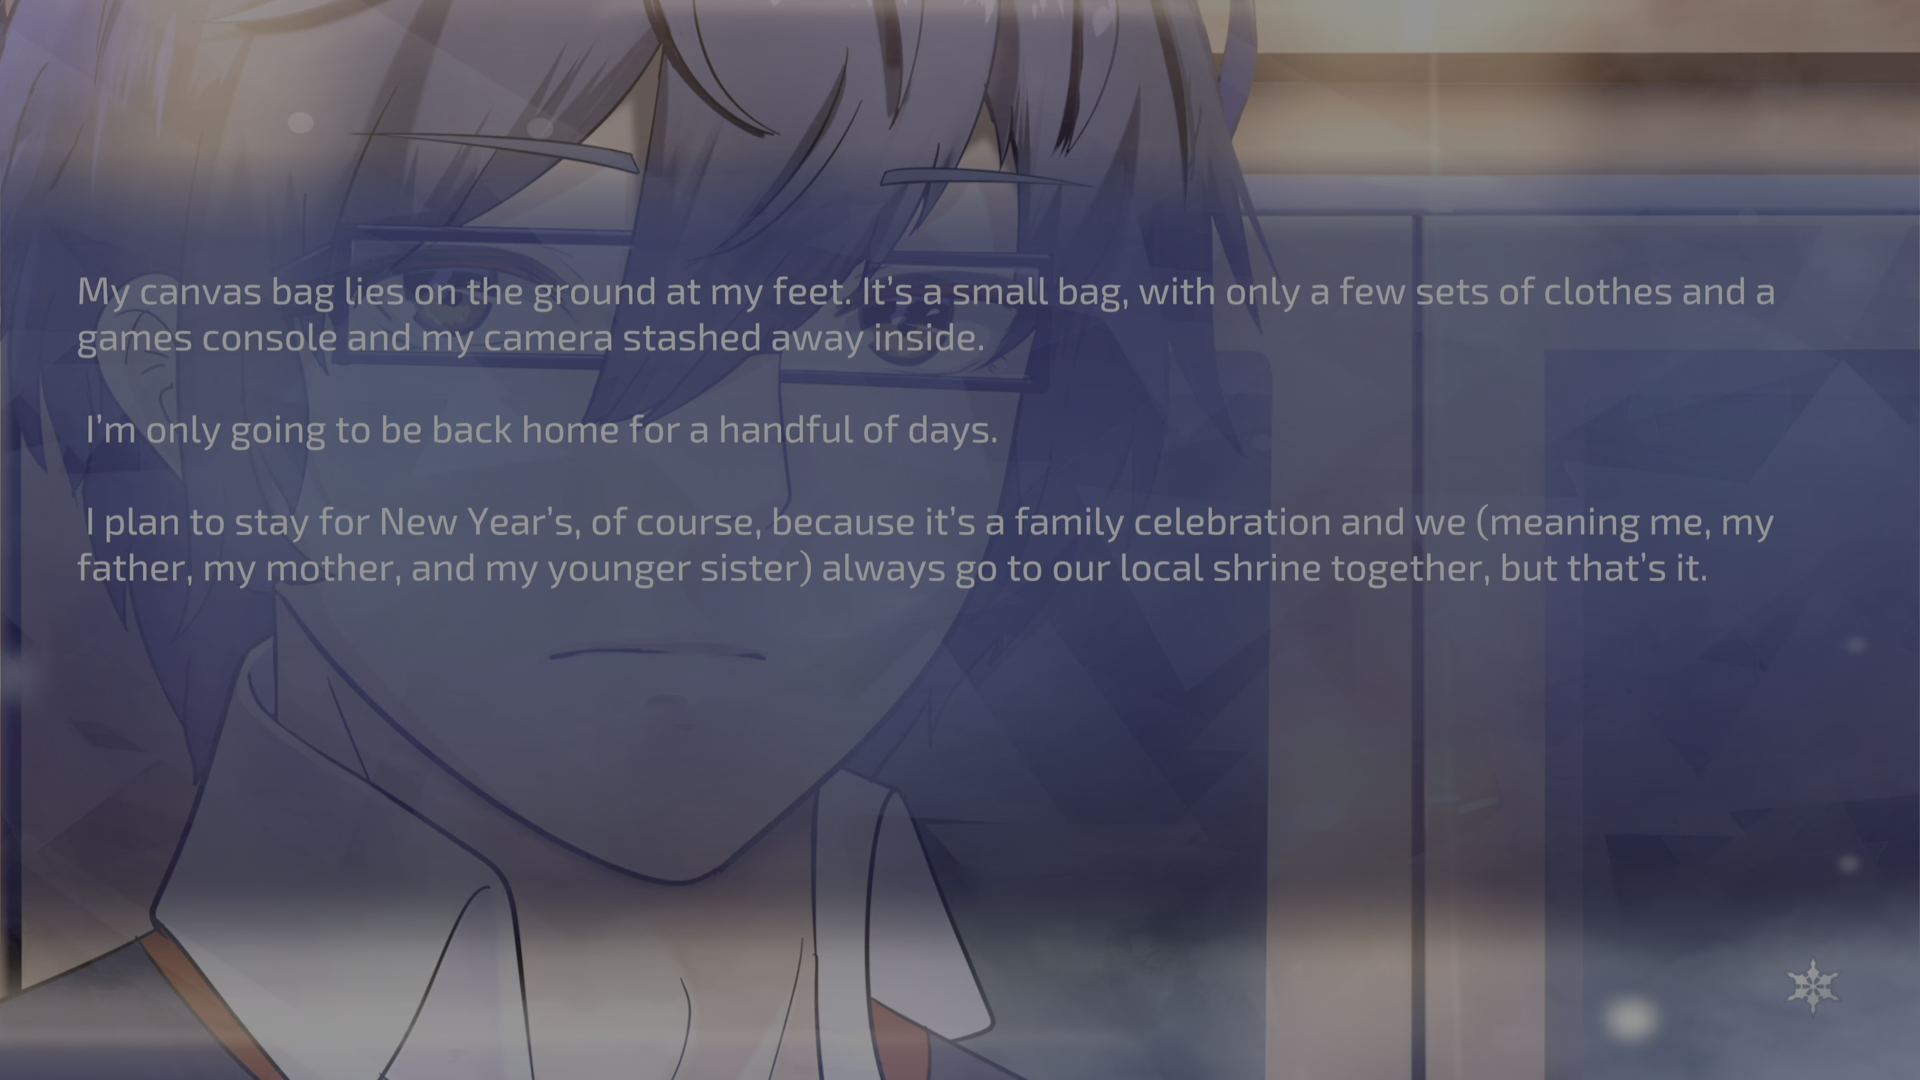 My canvas bag lies on the ground at my feet. It’s a small bag, with only a few sets of clothes and a
games console and my camera stashed away inside.
I’m only going to be back home for a handful of days.
I plan to stay for New Year’s, of course, because it’s a family celebration and we (meaning me, my
father, my mother, and my younger sister) always go to our local shrine together, but that’s it.